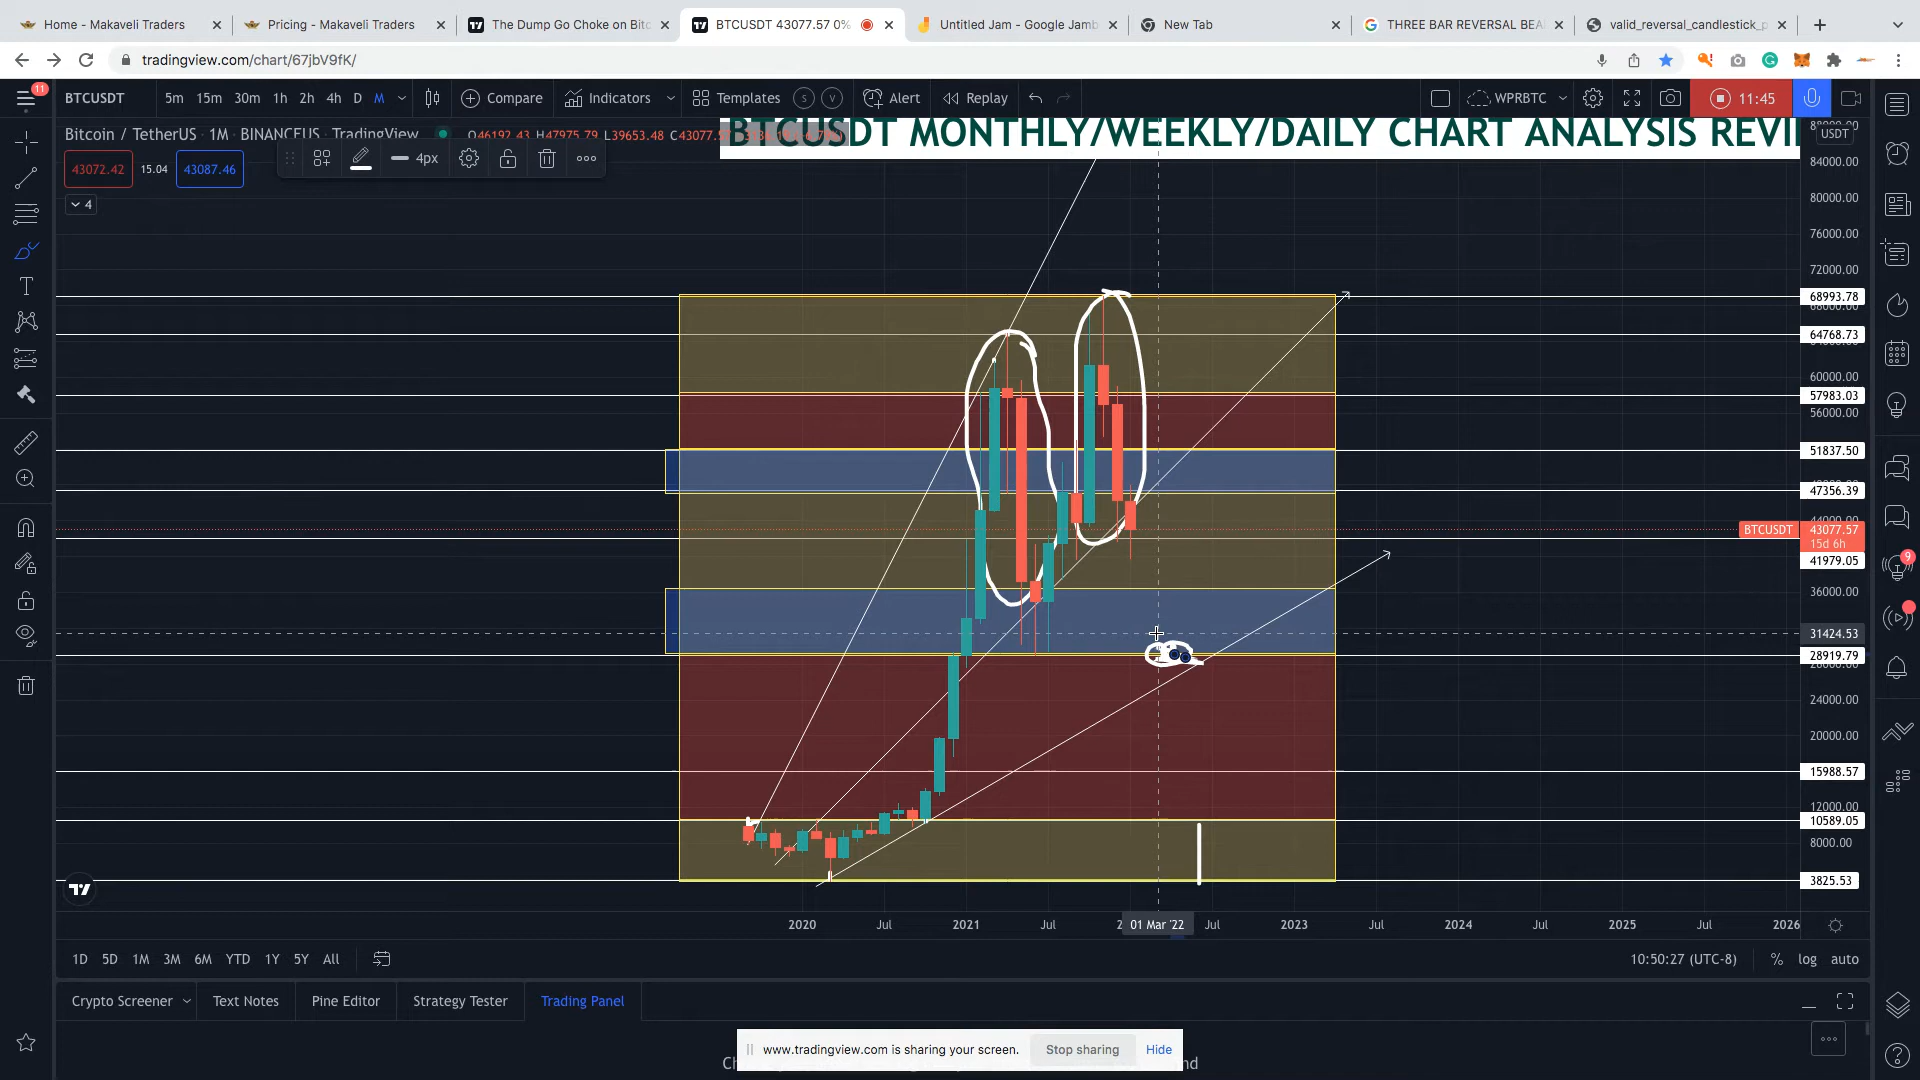 Home - Makaveli Traders
Pricing - Makaveli Traders
The Dump Go Choke on Bitc
BTCUSDT 43077.57 0%
Untitled Jam - Google Jamb
New Tab
THREE BAR REVERSAL BEA
valid_reversal_candlestick_p
tradingview.com/chart/67jbV9fK/
11
BTCUSDT 5m 15m 30m 1h 2h 4h D M Compare Indicators Templates S V Alert Replay WPRBTC 11:45
Bitcoin / TetherUS · 1M · BINANCEUS · TradingView O46192.43 H47975.79 L39653.48
BTCUSDT MONTHLY/WEEKLY/DAILY CHART ANALYSIS REVI
USDT
43072.42 15.04 43087.46
4px
4
84000.00
80000.00
76000.00
72000.00
68993.78
64768.73
60000.00
57983.03
56000.00
51837.50
47356.39
BTCUSDT 43077.57
15d 6h
41979.05
36000.00
31424.53
28919.79
24000.00
20000.00
15988.57
12000.00
10589.05
8000.00
3825.53
9
2020 Jul 2021 Jul 01 Mar '22 Jul 2023 Jul 2024 Jul 2025 Jul 2026
1D 5D 1M 3M 6M YTD 1Y 5Y All 10:50:27 (UTC-8) % log auto
Crypto Screener Text Notes Pine Editor Strategy Tester Trading Panel
www.tradingview.com is sharing your screen. Stop sharing Hide